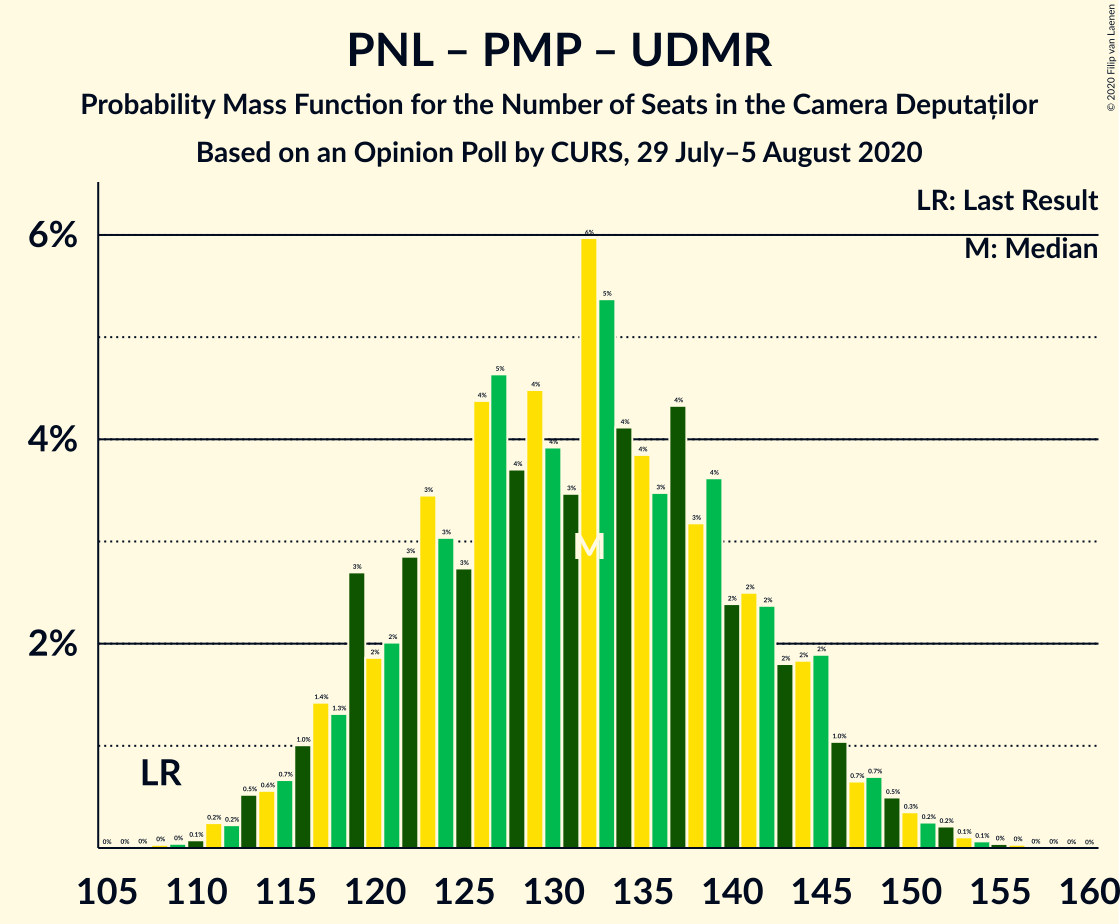 PNL – PMP – UDMR
Probability Mass Function for the Number of Seats in the Camera Deputaților
Based on an Opinion Poll by CURS, 29 July–5 August 2020
© 2020 Filip van Laenen
LR: Last Result
M: Median
6%
4%
2%
0% 0% 0% 0% 0% 0.1% 0.2% 0.2% 0.5% 0.6% 0.7% 1.0% 1.4% 1.3% 3% 2% 2% 3% 3% 3% 3% 4% 5% 4% 4% 4% 3% 6% 5% 4% 4% 3% 4% 3% 4% 2% 2% 2% 2% 2% 2% 1.0% 0.7% 0.7% 0.5% 0.3% 0.2% 0.2% 0.1% 0.1% 0% 0% 0% 0% 0% 0%
M
LR
105 110 115 120 125 130 135 140 145 150 155 160